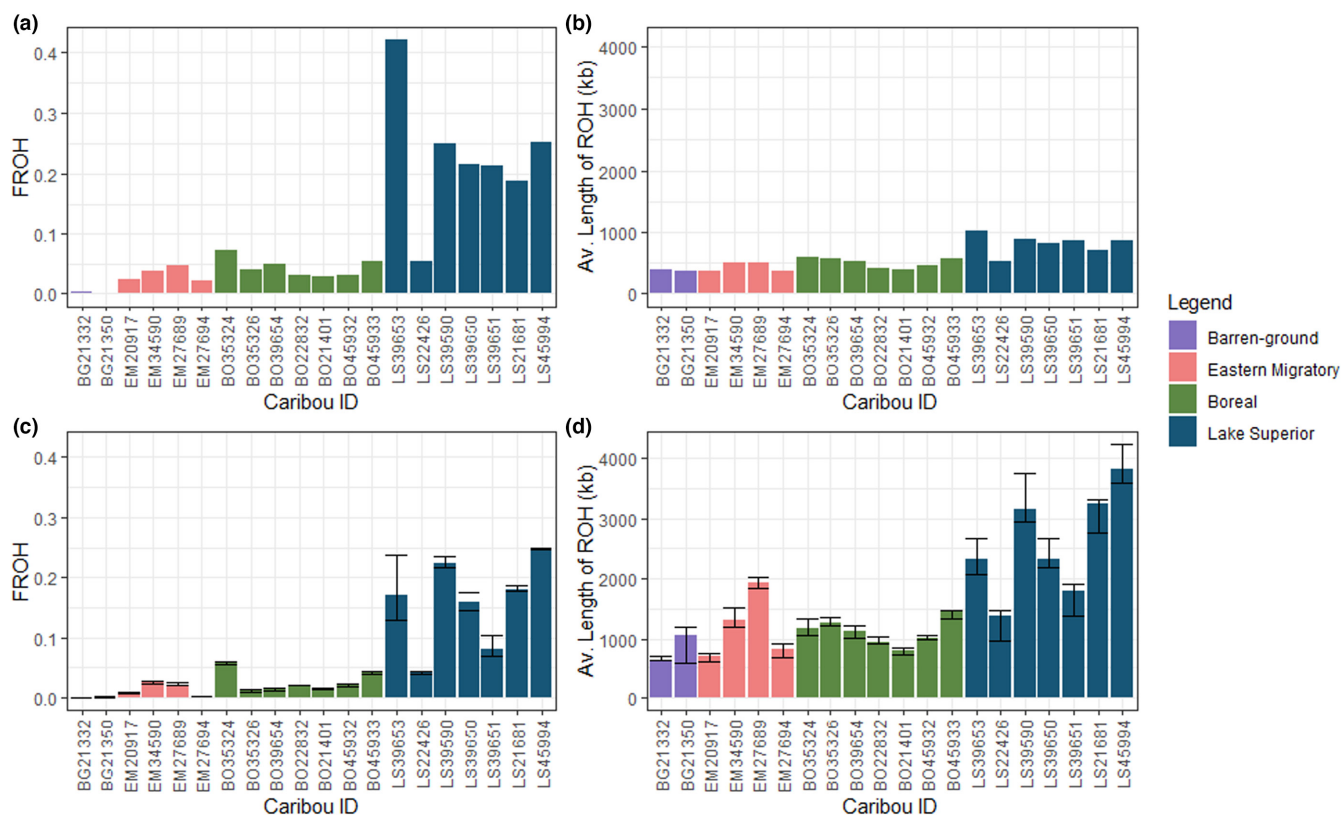 (a)
FROH
0.4
0.3
0.2
0.1
0.0
BG21332
BG21350
EM20917
EM34590
EM27689
EM27694
BO35324
BO35326
BO39654
BO22832
BO21401
BO45932
BO45933
LS39653
LS22426
LS39590
LS39650
LS39651
LS21681
LS45994
Caribou ID
(b)
Av. Length of ROH (kb)
4000
3000
2000
1000
0
BG21332
BG21350
EM20917
EM34590
EM27689
EM27694
BO35324
BO35326
BO39654
BO22832
BO21401
BO45932
BO45933
LS39653
LS22426
LS39590
LS39650
LS39651
LS21681
LS45994
Caribou ID
Legend
Barren-ground
Eastern Migratory
Boreal
Lake Superior
(c)
FROH
0.4
0.3
0.2
0.1
0.0
BG21332
BG21350
EM20917
EM34590
EM27689
EM27694
BO35324
BO35326
BO39654
BO22832
BO21401
BO45932
BO45933
LS39653
LS22426
LS39590
LS39650
LS39651
LS21681
LS45994
Caribou ID
(d)
Av. Length of ROH (kb)
4000
3000
2000
1000
0
BG21332
BG21350
EM20917
EM34590
EM27689
EM27694
BO35324
BO35326
BO39654
BO22832
BO21401
BO45932
BO45933
LS39653
LS22426
LS39590
LS39650
LS39651
LS21681
LS45994
Caribou ID